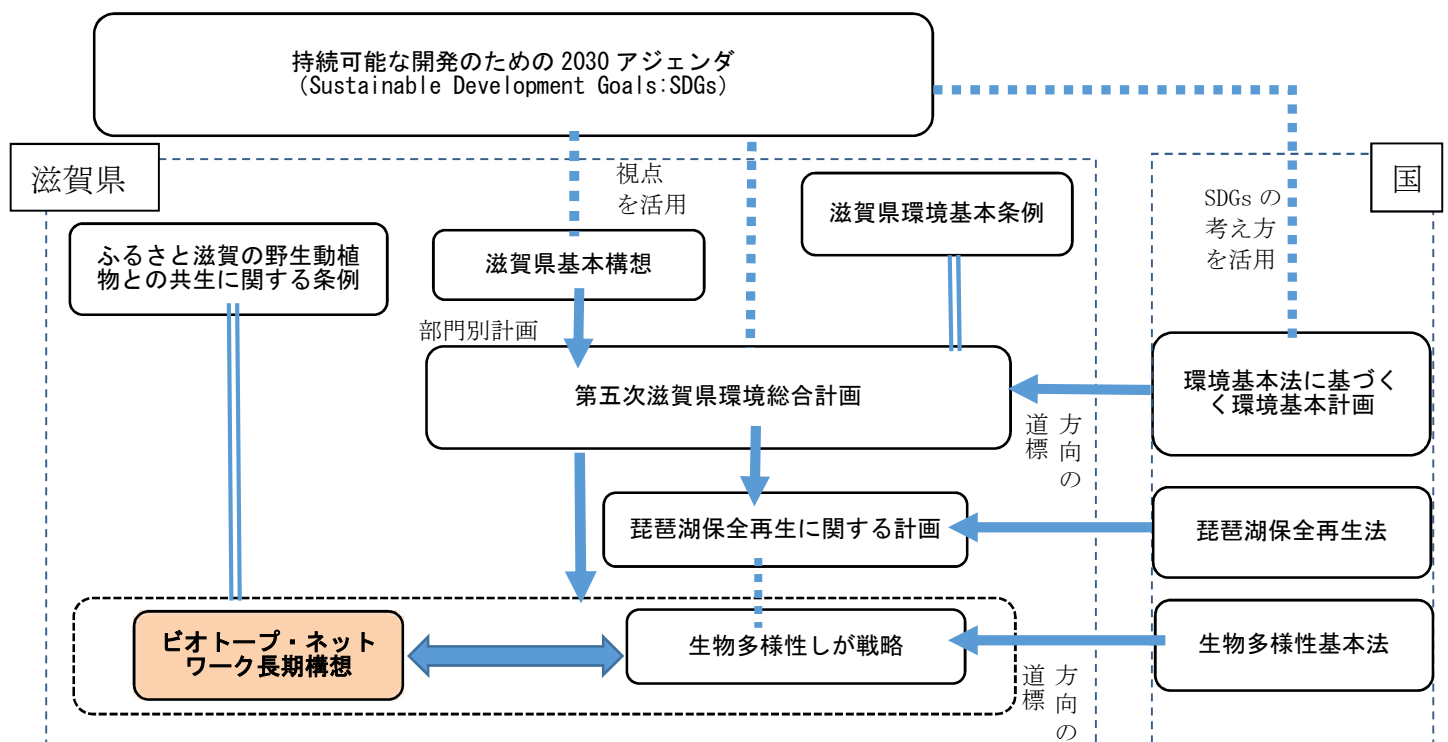 持続可能な開発のための 2030 アジェンダ
(Sustainable Development Goals:SDGs)
滋賀県
国
視点
を活用
滋賀県環境基本条例
SDGs の
考え方
を活用
ふるさと滋賀の野生動植
物との共生に関する条例
滋賀県基本構想
部門別計画
第五次滋賀県環境総合計画
環境基本法に基づく
く環境基本計画
方向の
道標
琵琶湖保全再生に関する計画
琵琶湖保全再生法
ビオトープ・ネット
ワーク長期構想
生物多様性しが戦略
生物多様性基本法
方向の
道標